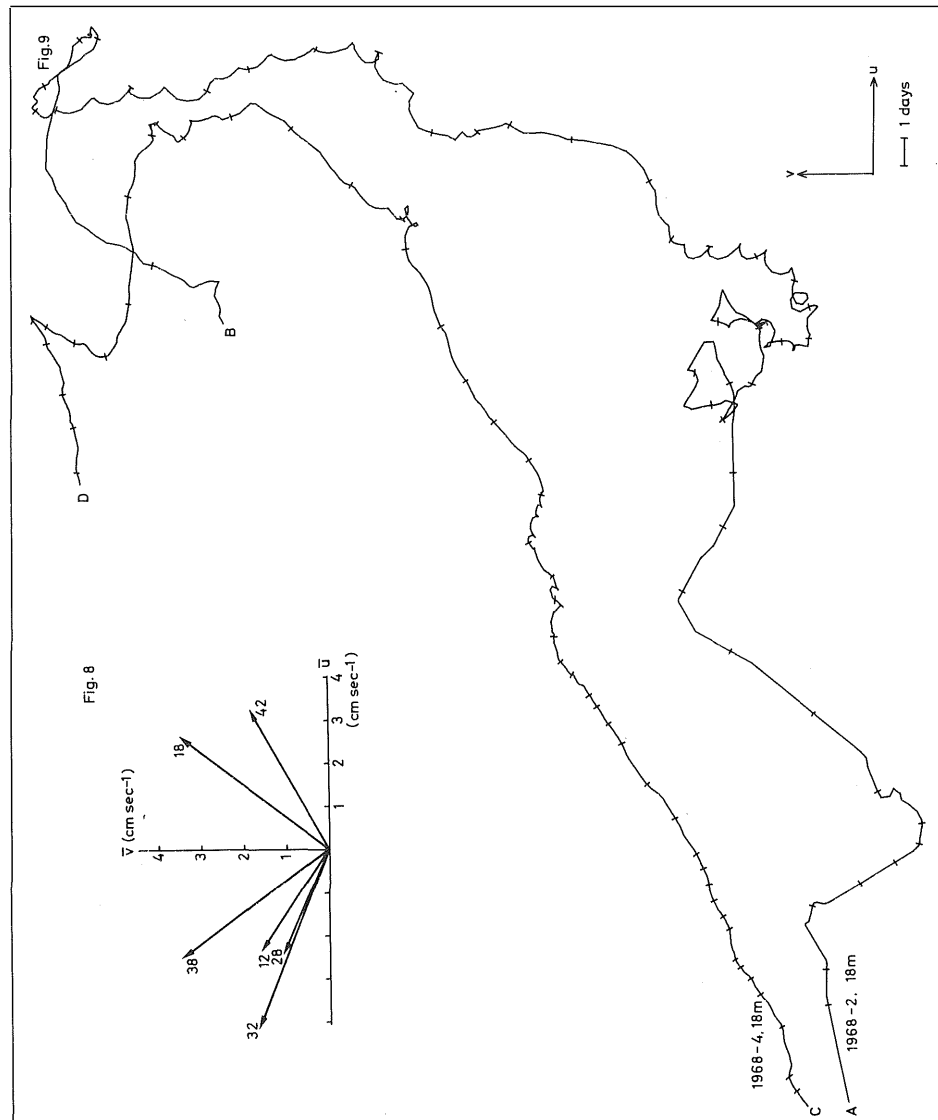 Fig. 8
v̅ (cm sec-1)
4
3
2
1
18
42
38
12
28
32
1
2
3
4
u̅
(cm sec-1)
Fig.9
D
B
v
u
1 days
1968-4,18m
C
1968-2, 18m
A